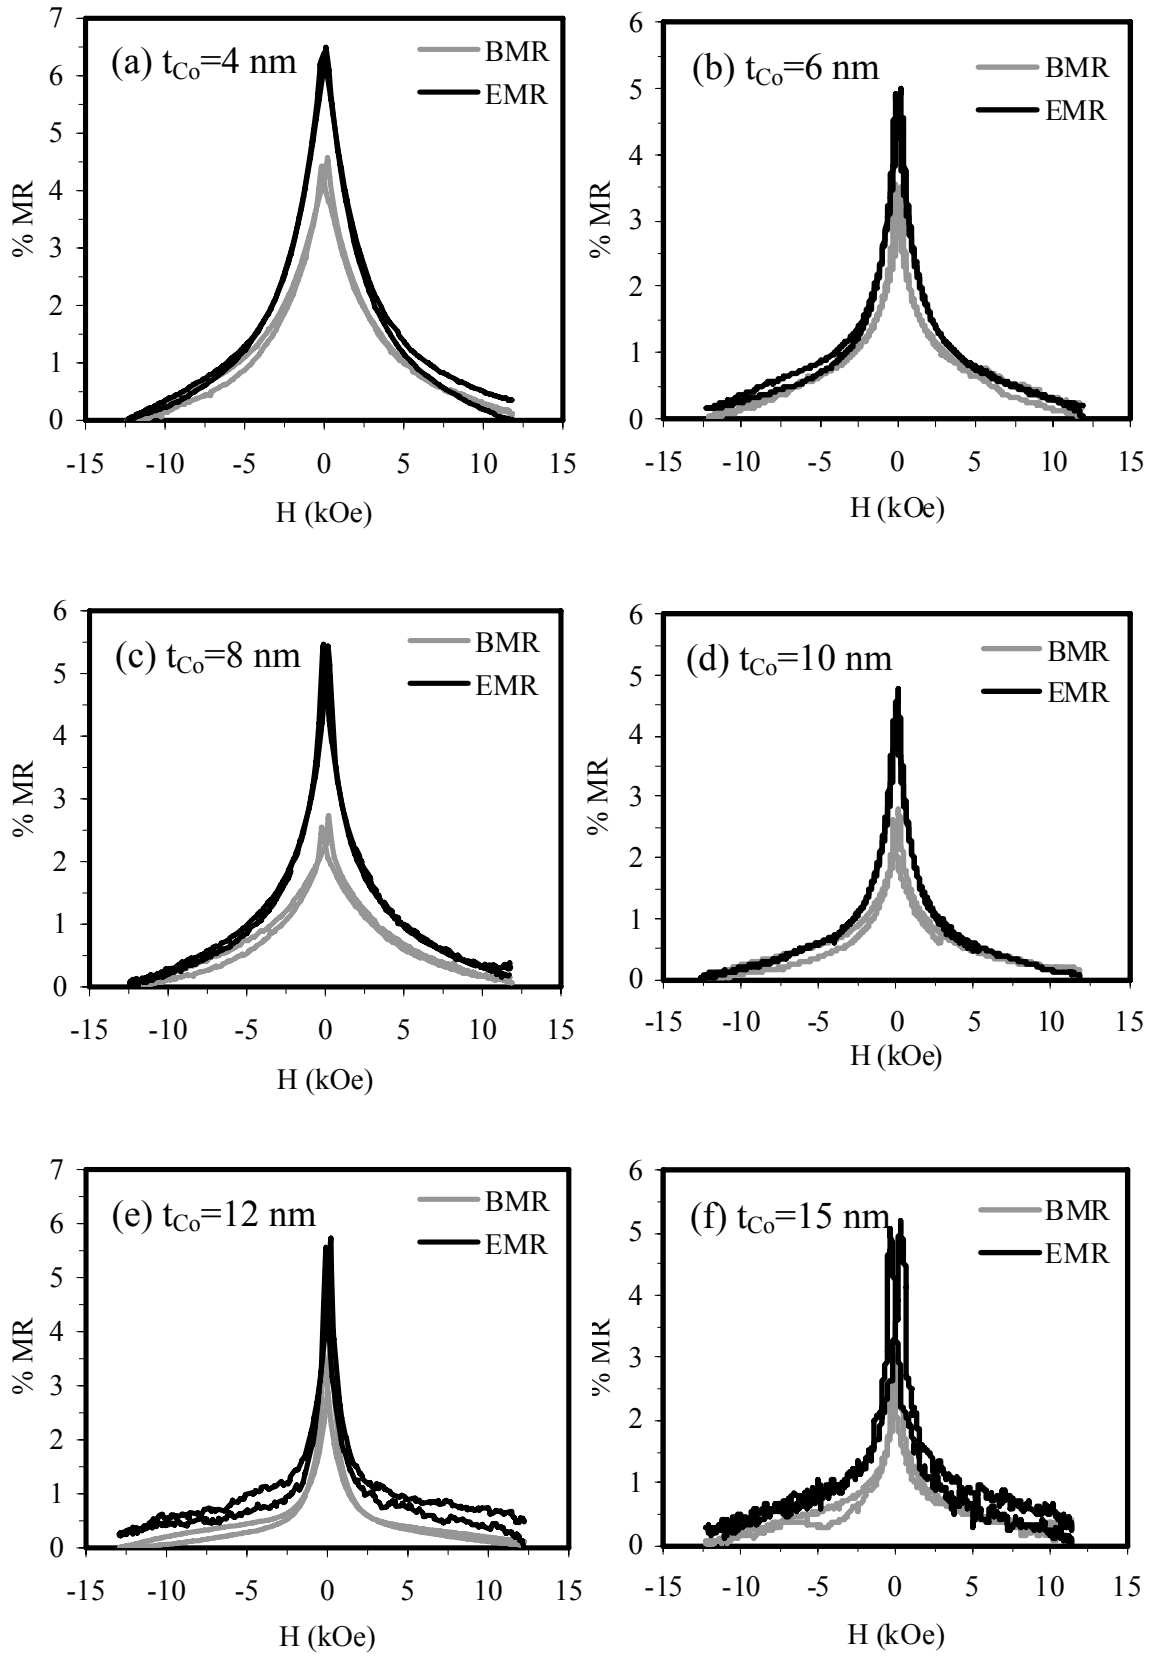 (a) tCo=4 nm
BMR
EMR
7
6
5
4
3
2
1
0
% MR
-15 -10 -5 0 5 10 15
H (kOe)
(b) tCo=6 nm
BMR
EMR
6
5
4
3
2
1
0
% MR
-15 -10 -5 0 5 10 15
H (kOe)
(c) tCo=8 nm
BMR
EMR
6
5
4
3
2
1
0
% MR
-15 -10 -5 0 5 10 15
H (kOe)
(d) tCo=10 nm
BMR
EMR
6
5
4
3
2
1
0
% MR
-15 -10 -5 0 5 10 15
H (kOe)
(e) tCo=12 nm
BMR
EMR
7
6
5
4
3
2
1
0
% MR
-15 -10 -5 0 5 10 15
H (kOe)
(f) tCo=15 nm
BMR
EMR
6
5
4
3
2
1
0
% MR
-15 -10 -5 0 5 10 15
H (kOe)